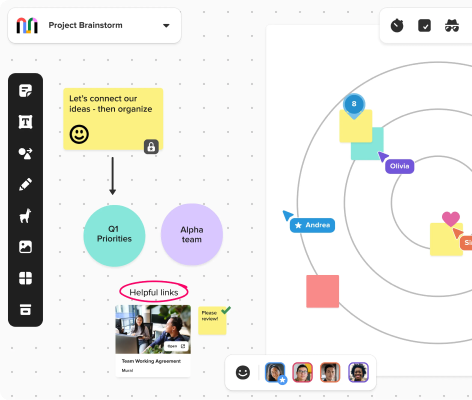 Project Brainstorm
Let's connect our
ideas - then organize
8
Olivia
Andrea
Q1
Priorities
Alpha
team
Helpful links
Please
review!
Open
Team Working Agreement
Mural